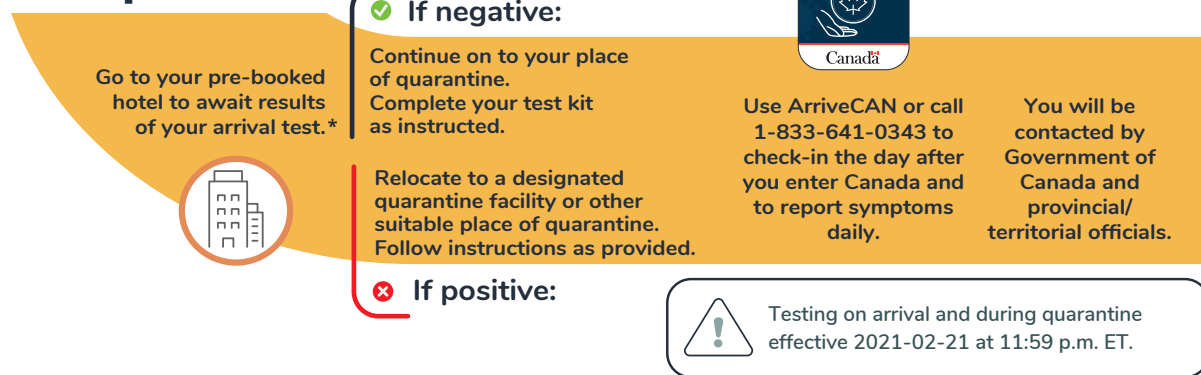 If negative:
Go to your pre-booked
hotel to await results
of your arrival test.*
Continue on to your place
of quarantine.
Complete your test kit
as instructed.
Relocate to a designated
quarantine facility or other
suitable place of quarantine.
Follow instructions as provided.
If positive:
Canada
Use ArriveCAN or call
1-833-641-0343 to
check-in the day after
you enter Canada and
to report symptoms
daily.
You will be
contacted by
Government of
Canada and
provincial/
territorial officials.
Testing on arrival and during quarantine
effective 2021-02-21 at 11:59 p.m. ET.